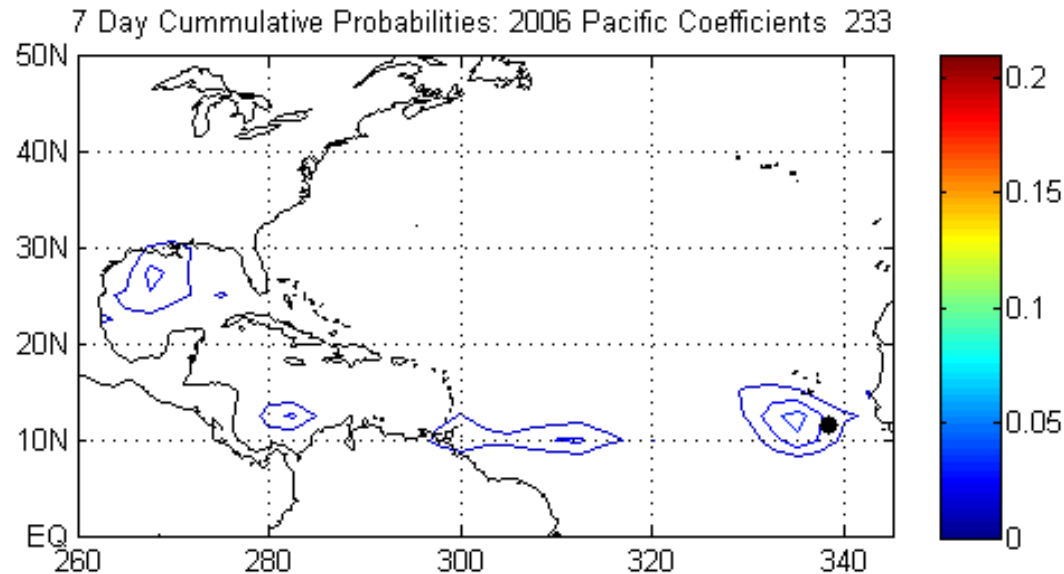 7 Day Cummulative Probabilities: 2006 Pacific Coefficients 233
50N
40N
30N
20N
10N
EQ
260 280 300 320 340
0.2
0.15
0.1
0.05
0